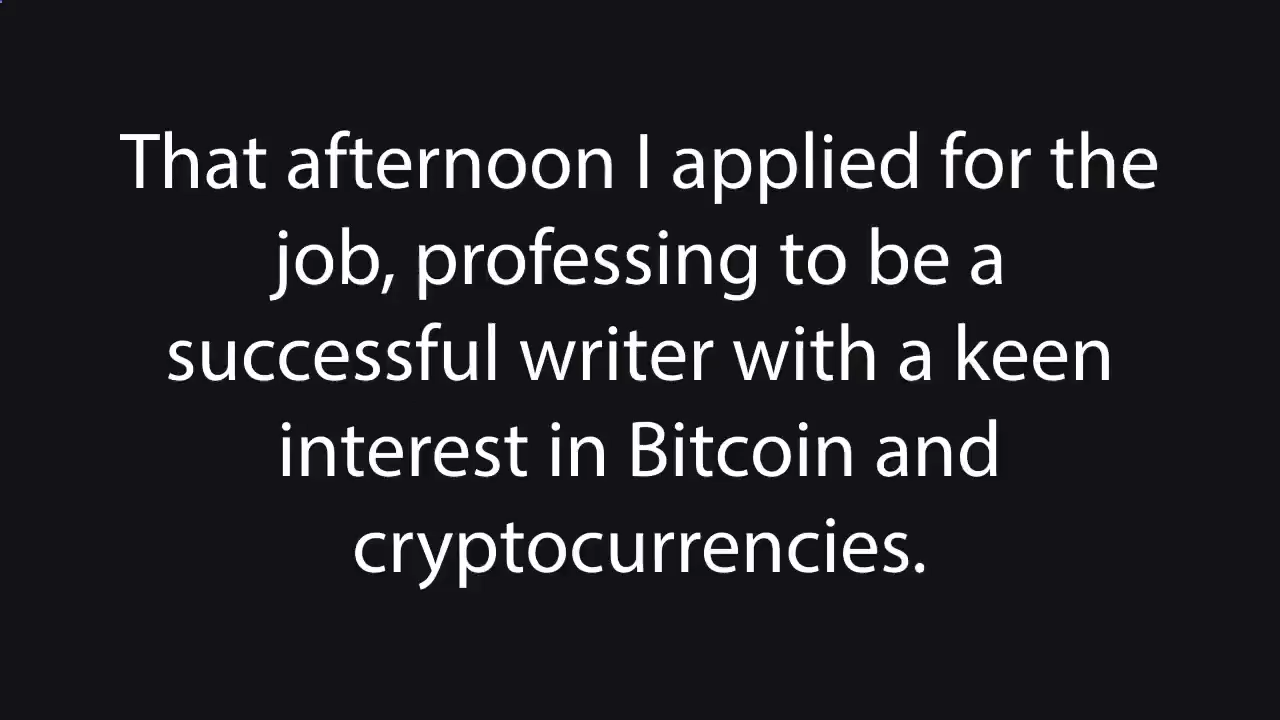 That afternoon I applied for the
job, professing to be a
successful writer with a keen
interest in Bitcoin and
cryptocurrencies.